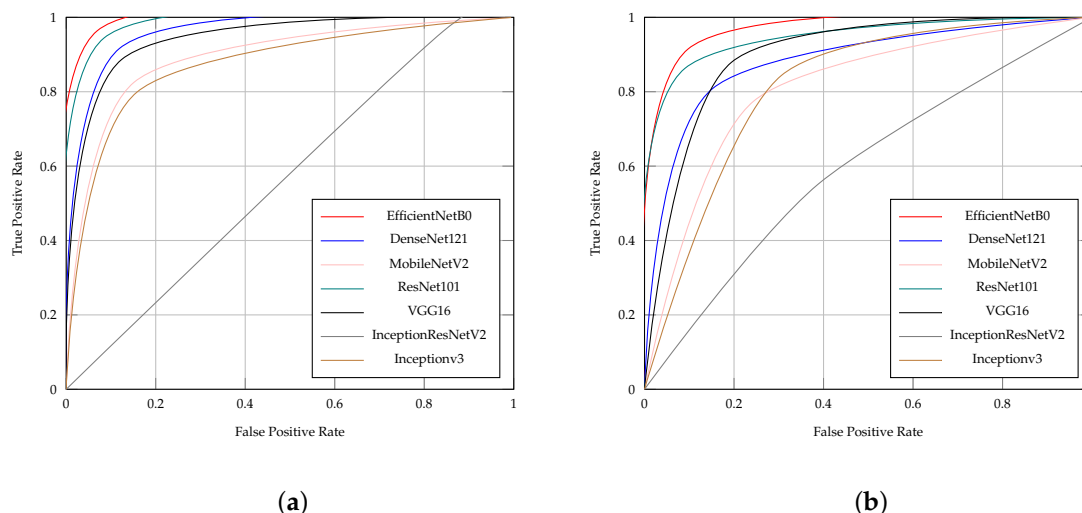 1
0.8
0.6
0.4
0.2
0
True Positive Rate
EfficientNetB0
DenseNet121
MobileNetV2
ResNet101
VGG16
InceptionResNetV2
Inceptionv3
0 0.2 0.4 0.6 0.8 1
False Positive Rate
(a)
1
0.8
0.6
0.4
0.2
0
True Positive Rate
EfficientNetB0
DenseNet121
MobileNetV2
ResNet101
VGG16
InceptionResNetV2
Inceptionv3
0 0.2 0.4 0.6 0.8
False Positive Rate
(b)